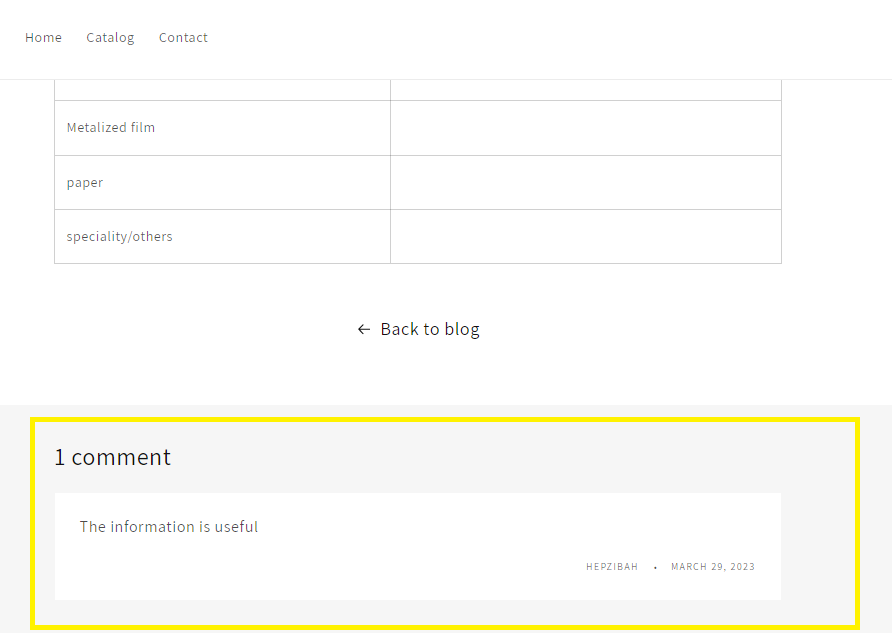 Home Catalog Contact
Metalized film
paper
speciality/others
← Back to blog
1 comment
The information is useful
HEPZIBAH • MARCH 29, 2023